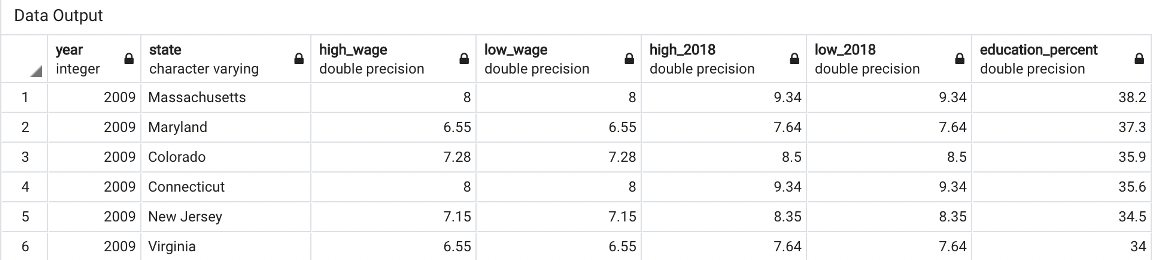 Data Output
year state high_wage low_wage high_2018 low_2018 education_percent
integer character varying double precision double precision double precision double precision double precision
1 2009 Massachusetts 8 8 9.34 9.34 38.2
2 2009 Maryland 6.55 6.55 7.64 7.64 37.3
3 2009 Colorado 7.28 7.28 8.5 8.5 35.9
4 2009 Connecticut 8 8 9.34 9.34 35.6
5 2009 New Jersey 7.15 7.15 8.35 8.35 34.5
6 2009 Virginia 6.55 6.55 7.64 7.64 34